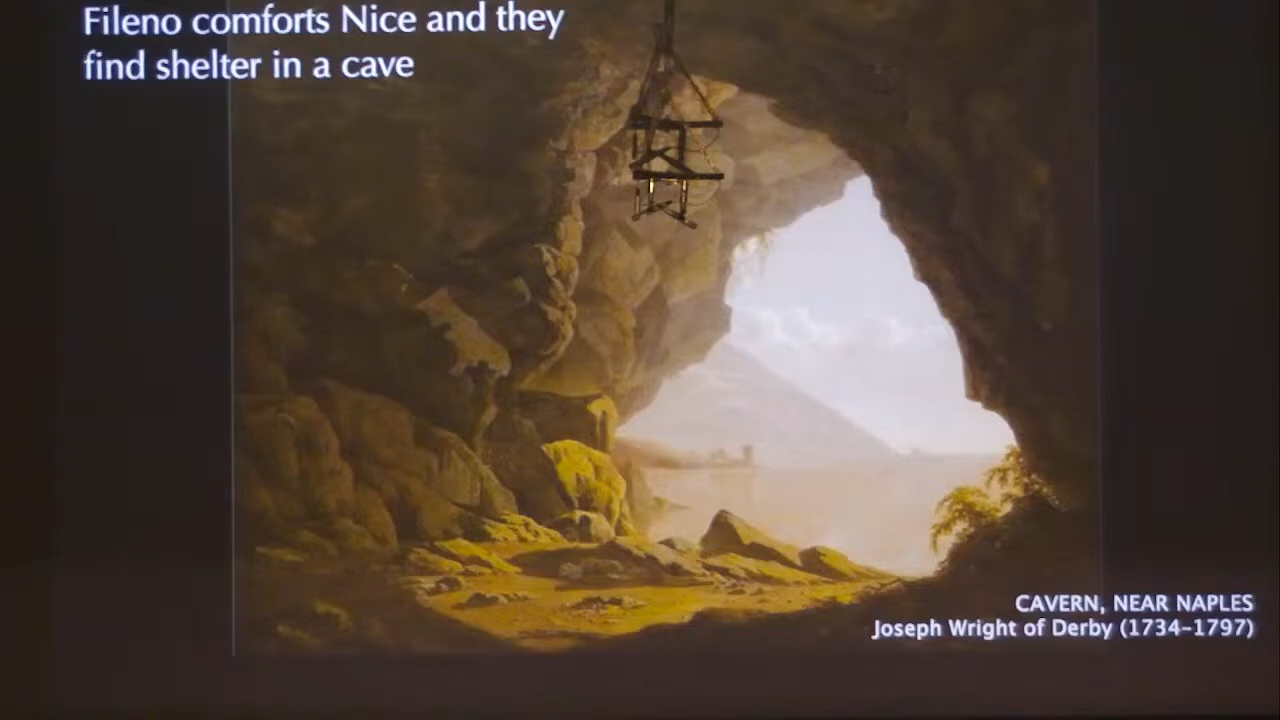 Fileno comforts Nice and they
find shelter in a cave
CAVERN, NEAR NAPLES
Joseph Wright of Derby (1734–1797)